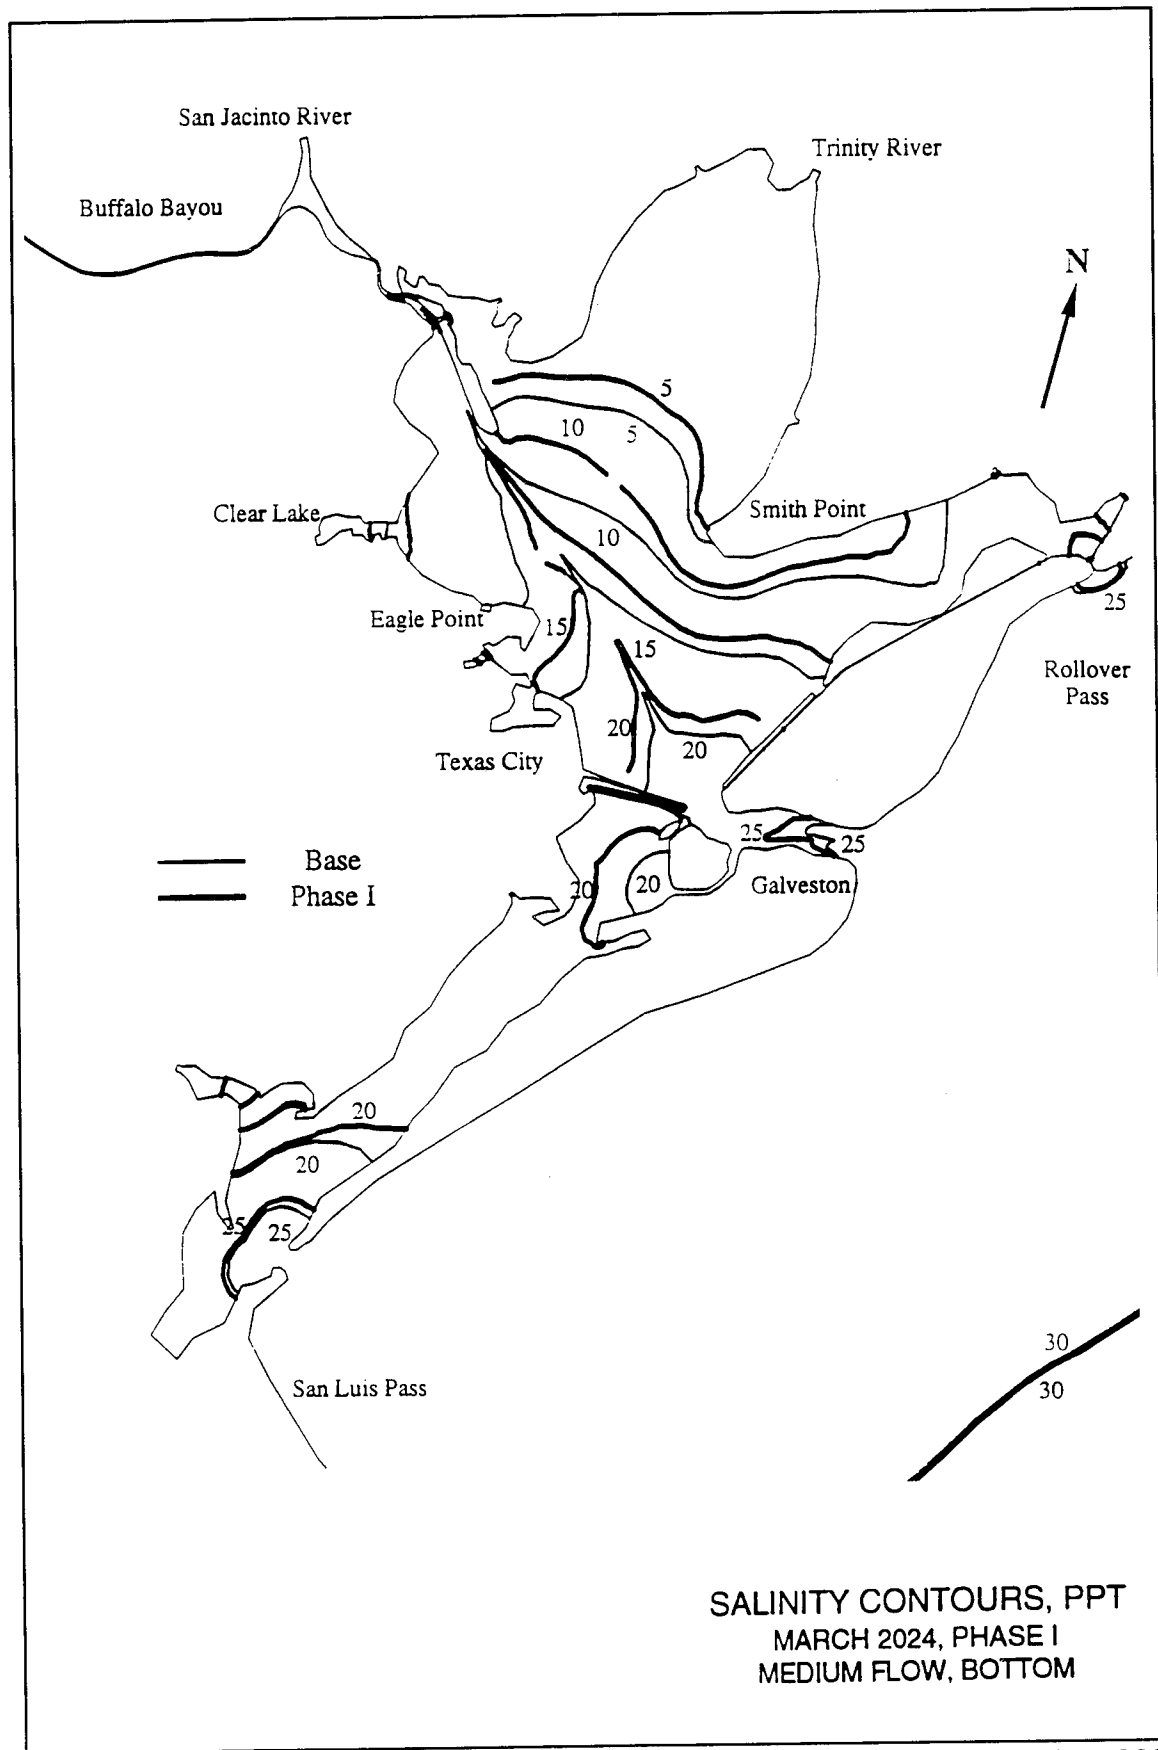 San Jacinto River
Trinity River
Buffalo Bayou
N
5
10
5
Smith Point
Clear Lake
10
25
Eagle Point
15
15
Rollover
Pass
20
20
Texas City
25
25
Base
20
20
Galveston
Phase I
20
20
25
25
30
30
San Luis Pass
SALINITY CONTOURS, PPT
MARCH 2024, PHASE I
MEDIUM FLOW, BOTTOM